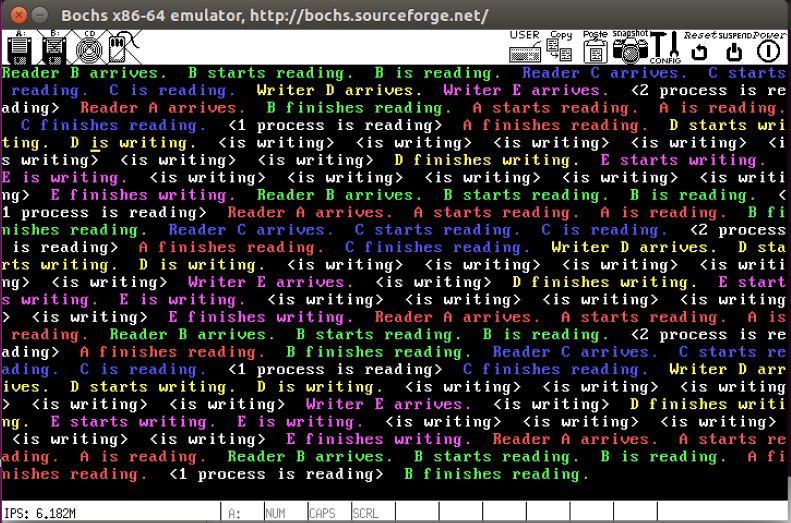 Bochs x86-64 emulator, http://bochs.sourceforge.net/
A: B: CD USER Copy Paste snapshot CONFIG Reset SUSPEND Power
Reader B arrives.  B starts reading.  B is reading.  Reader C arrives.  C starts
 reading.  C is reading.  Writer D arrives.  Writer E arrives.  <2 process is re
ading>  Reader A arrives.  B finishes reading.  A starts reading.  A is reading.
  C finishes reading.  <1 process is reading>  A finishes reading.  D starts wri
ting.  D is writing.  <is writing>  <is writing>  <is writing>  <is writing>  <i
s writing>  <is writing>  <is writing>  D finishes writing.  E starts writing.
E is writing.  <is writing>  <is writing>  <is writing>  <is writing>  <is writi
ng>  E finishes writing.  Reader B arrives.  B starts reading.  B is reading.  <
1 process is reading>  Reader A arrives.  A starts reading.  A is reading.  B fi
nishes reading.  Reader C arrives.  C starts reading.  C is reading.  <2 process
 is reading>  A finishes reading.  C finishes reading.  Writer D arrives.  D sta
rts writing.  D is writing.  <is writing>  <is writing>  <is writing>  <is writi
ng>  <is writing>  Writer E arrives.  <is writing>  D finishes writing.  E start
s writing.  E is writing.  <is writing>  <is writing>  <is writing>  <is writing
>  <is writing>  E finishes writing.  Reader A arrives.  A starts reading.  A is
 reading.  Reader B arrives.  B starts reading.  B is reading.  <2 process is re
ading>  A finishes reading.  B finishes reading.  Reader C arrives.  C starts re
ading.  C is reading.  <1 process is reading>  C finishes reading.  Writer D arr
ives.  D starts writing.  D is writing.  <is writing>  <is writing>  <is writing
>  <is writing>  <is writing>  Writer E arrives.  <is writing>  D finishes writi
ng.  E starts writing.  E is writing.  <is writing>  <is writing>  <is writing>
 <is writing>  <is writing>  E finishes writing.  Reader A arrives.  A starts re
ading.  A is reading.  Reader B arrives.  B starts reading.  B is reading.  A fi
nishes reading.  <1 process is reading>  B finishes reading.
IPS: 6.182M A: NUM CAPS SCRL